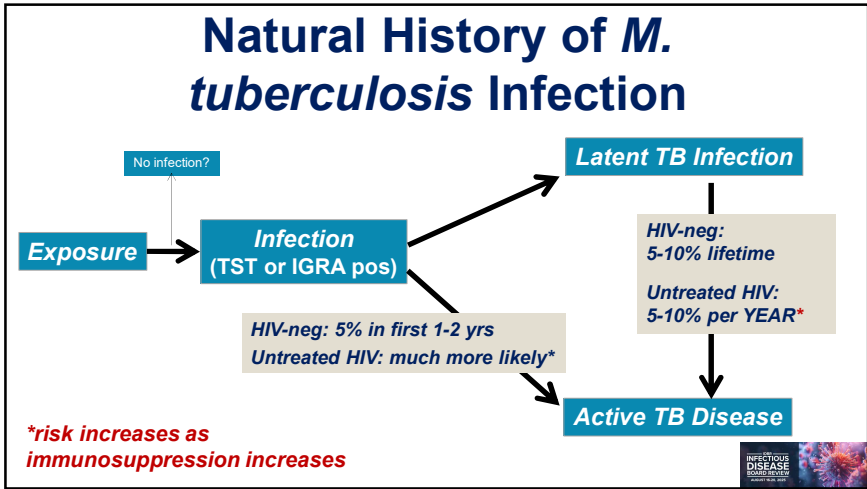 Natural History of M.
tuberculosis Infection
No infection?
Latent TB Infection
Exposure
Infection
(TST or IGRA pos)
HIV-neg:
5-10% lifetime
Untreated HIV:
5-10% per YEAR*
HIV-neg: 5% in first 1-2 yrs
Untreated HIV: much more likely*
Active TB Disease
*risk increases as
immunosuppression increases
INFECTIOUS
DISEASE
BOARD REVIEW